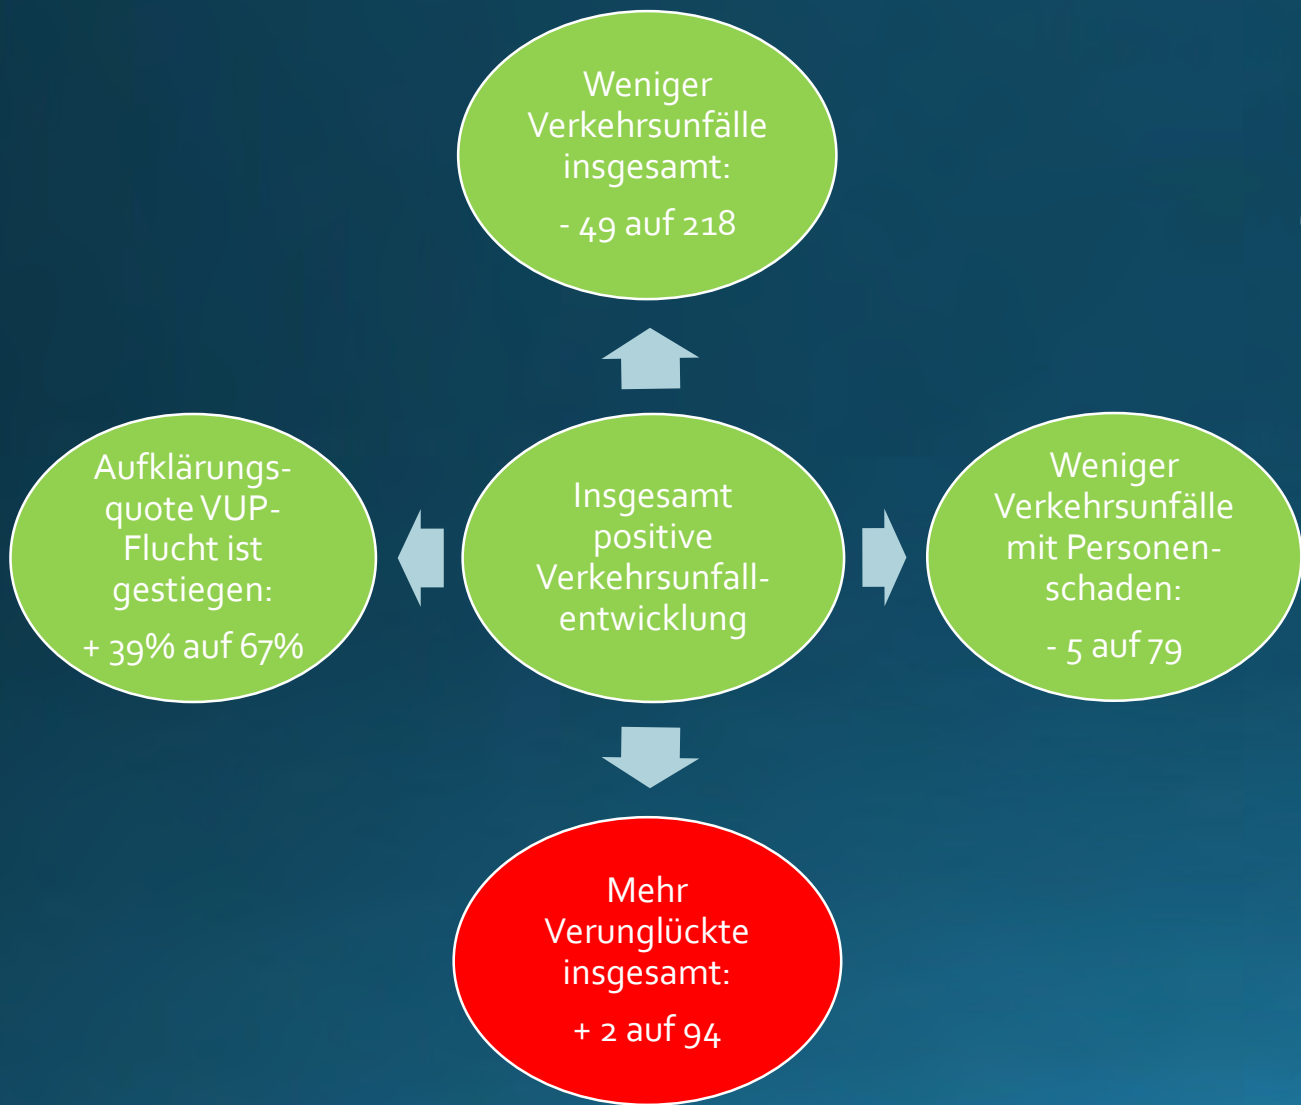 Weniger
Verkehrsunfälle
insgesamt:
- 49 auf 218
Aufklärungs-
quote VUP-
Flucht ist
gestiegen:
+ 39% auf 67%
Insgesamt
positive
Verkehrsunfall-
entwicklung
Weniger
Verkehrsunfälle
mit Personen-
schaden:
- 5 auf 79
Mehr
Verunglückte
insgesamt:
+ 2 auf 94